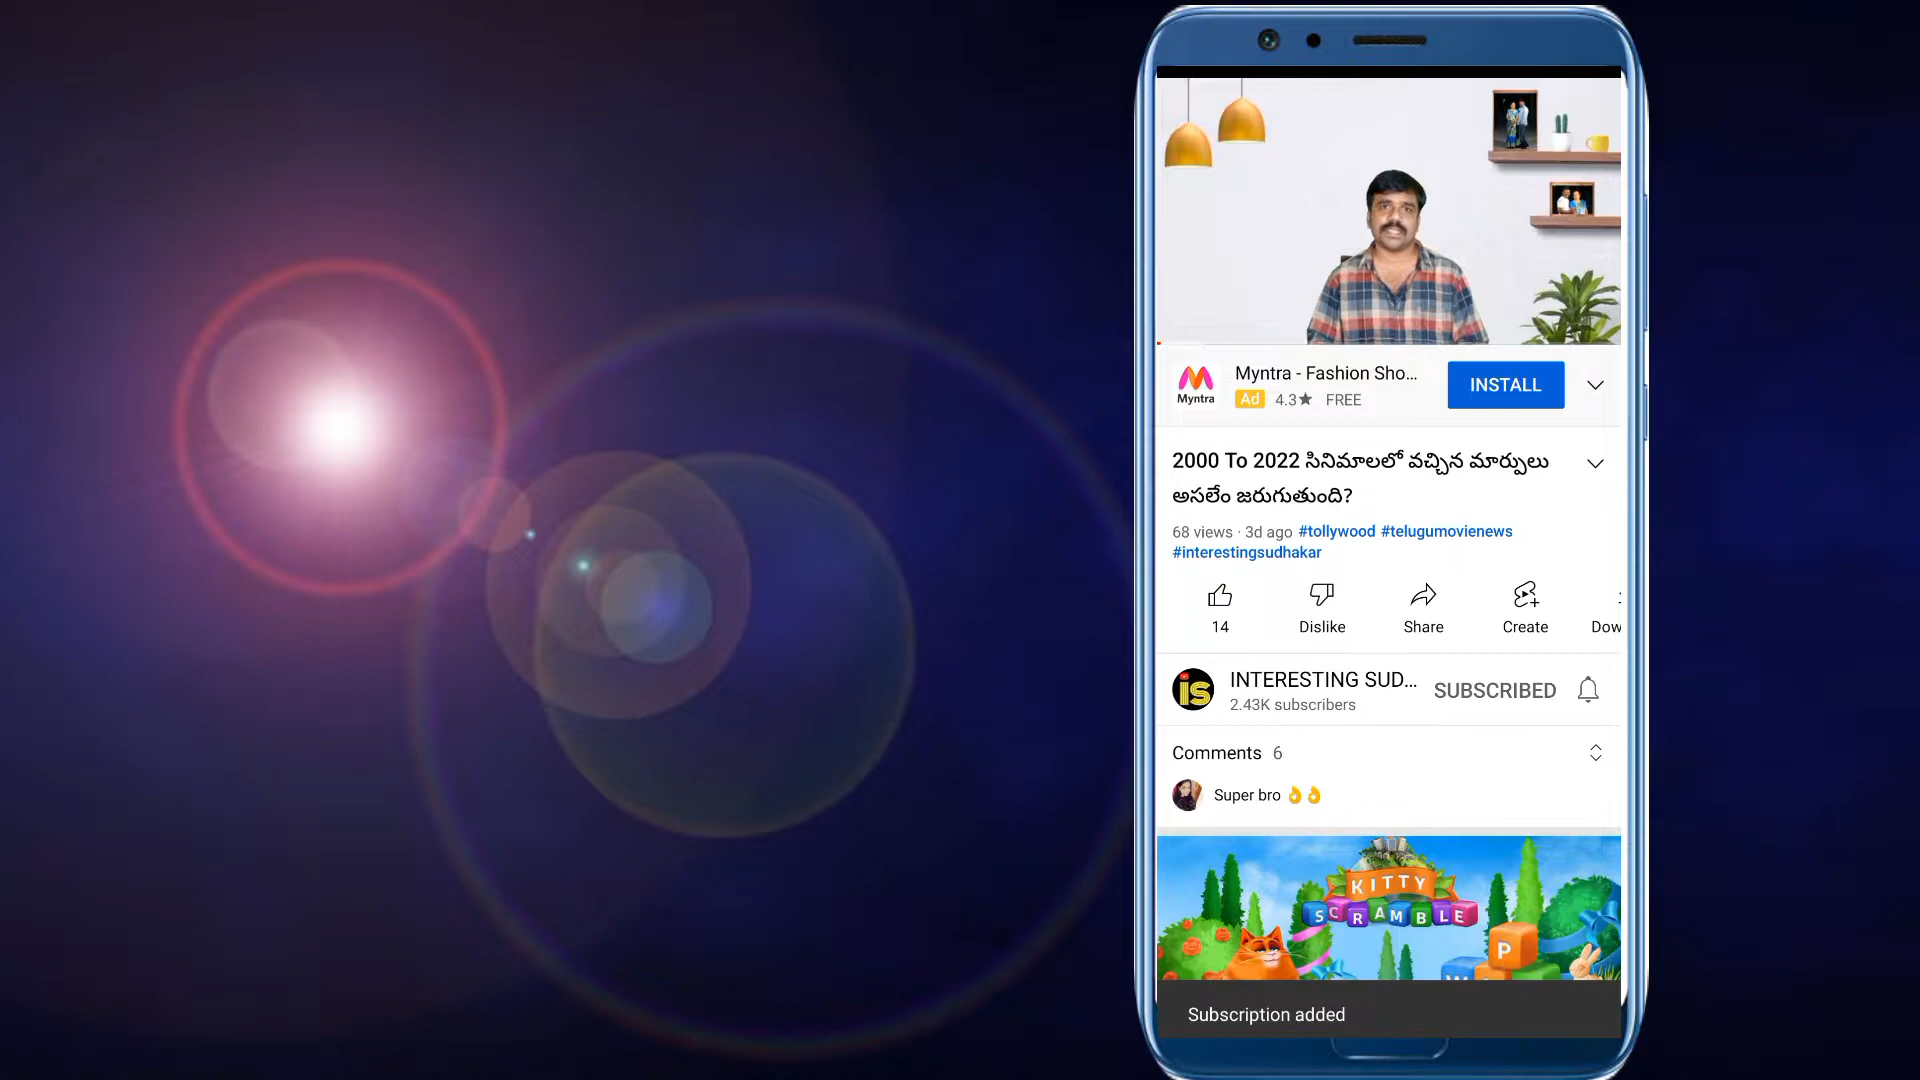 Myntra
Myntra - Fashion Sho...
Ad 4.3★ FREE
INSTALL
2000 To 2022 సినిమాలలో వచ్చిన మార్పులు
అసలేం జరుగుతుంది?
68 views · 3d ago #tollywood #telugumovienews
#interestingsudhakar
14 Dislike Share Create Dow
is
INTERESTING SUD...
2.43K subscribers
SUBSCRIBED
Comments 6
Super bro 👌👌
KITTY
SCRAMBLE
P
W
Subscription added